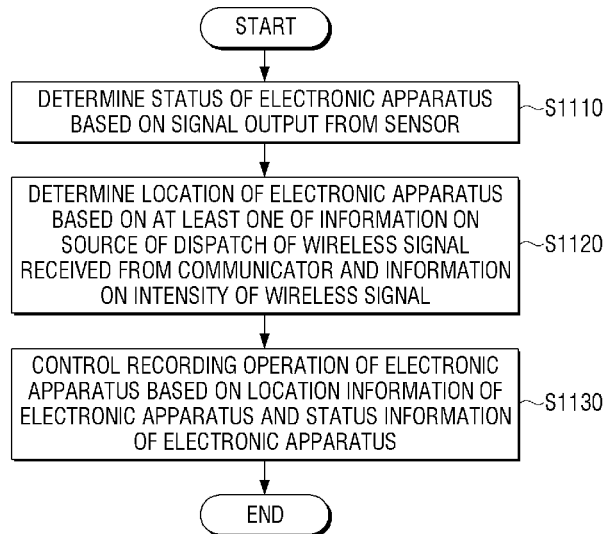 START
DETERMINE STATUS OF ELECTRONIC APPARATUS
BASED ON SIGNAL OUTPUT FROM SENSOR
S1110
DETERMINE LOCATION OF ELECTRONIC APPARATUS
BASED ON AT LEAST ONE OF INFORMATION ON
SOURCE OF DISPATCH OF WIRELESS SIGNAL
RECEIVED FROM COMMUNICATOR AND INFORMATION
ON INTENSITY OF WIRELESS SIGNAL
S1120
CONTROL RECORDING OPERATION OF ELECTRONIC
APPARATUS BASED ON LOCATION INFORMATION OF
ELECTRONIC APPARATUS AND STATUS INFORMATION
OF ELECTRONIC APPARATUS
S1130
END